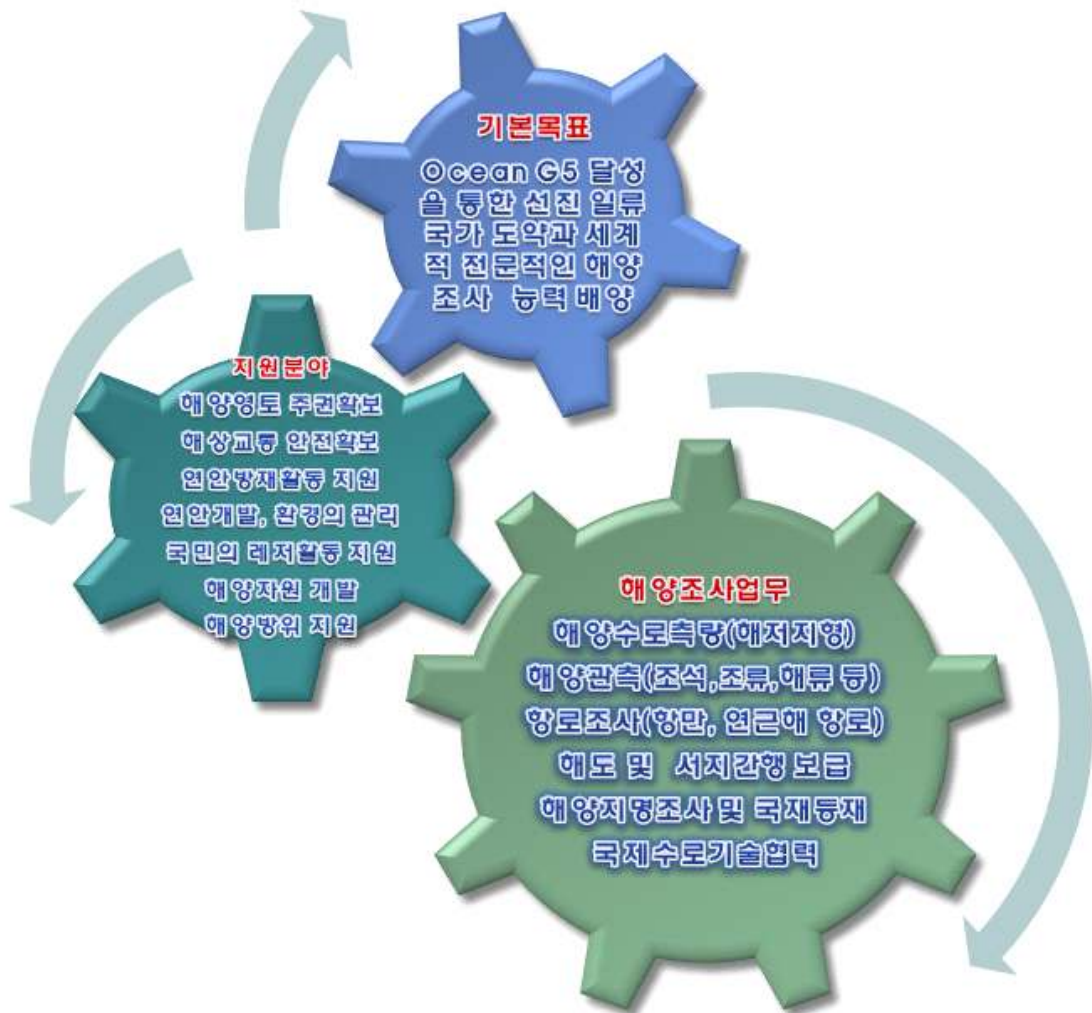 기본목표
Ocean G5 달성
을 통한 선진 일류
국가 도약과 세계
적 전문적인 해양
조사 능력 배양
지원분야
해양영토 주권확보
해상교통 안전확보
연안방재활동 지원
연안개발, 환경의 관리
국민의 레저활동 지원
해양자원 개발
해양방위 지원
해양조사업무
해양수로측량(해저지형)
해양관측(조석,조류,해류 등)
항로조사(항만, 연근해 항로)
해도 및 서지간행 보급
해양지명조사 및 국재등재
국제수로기술협력